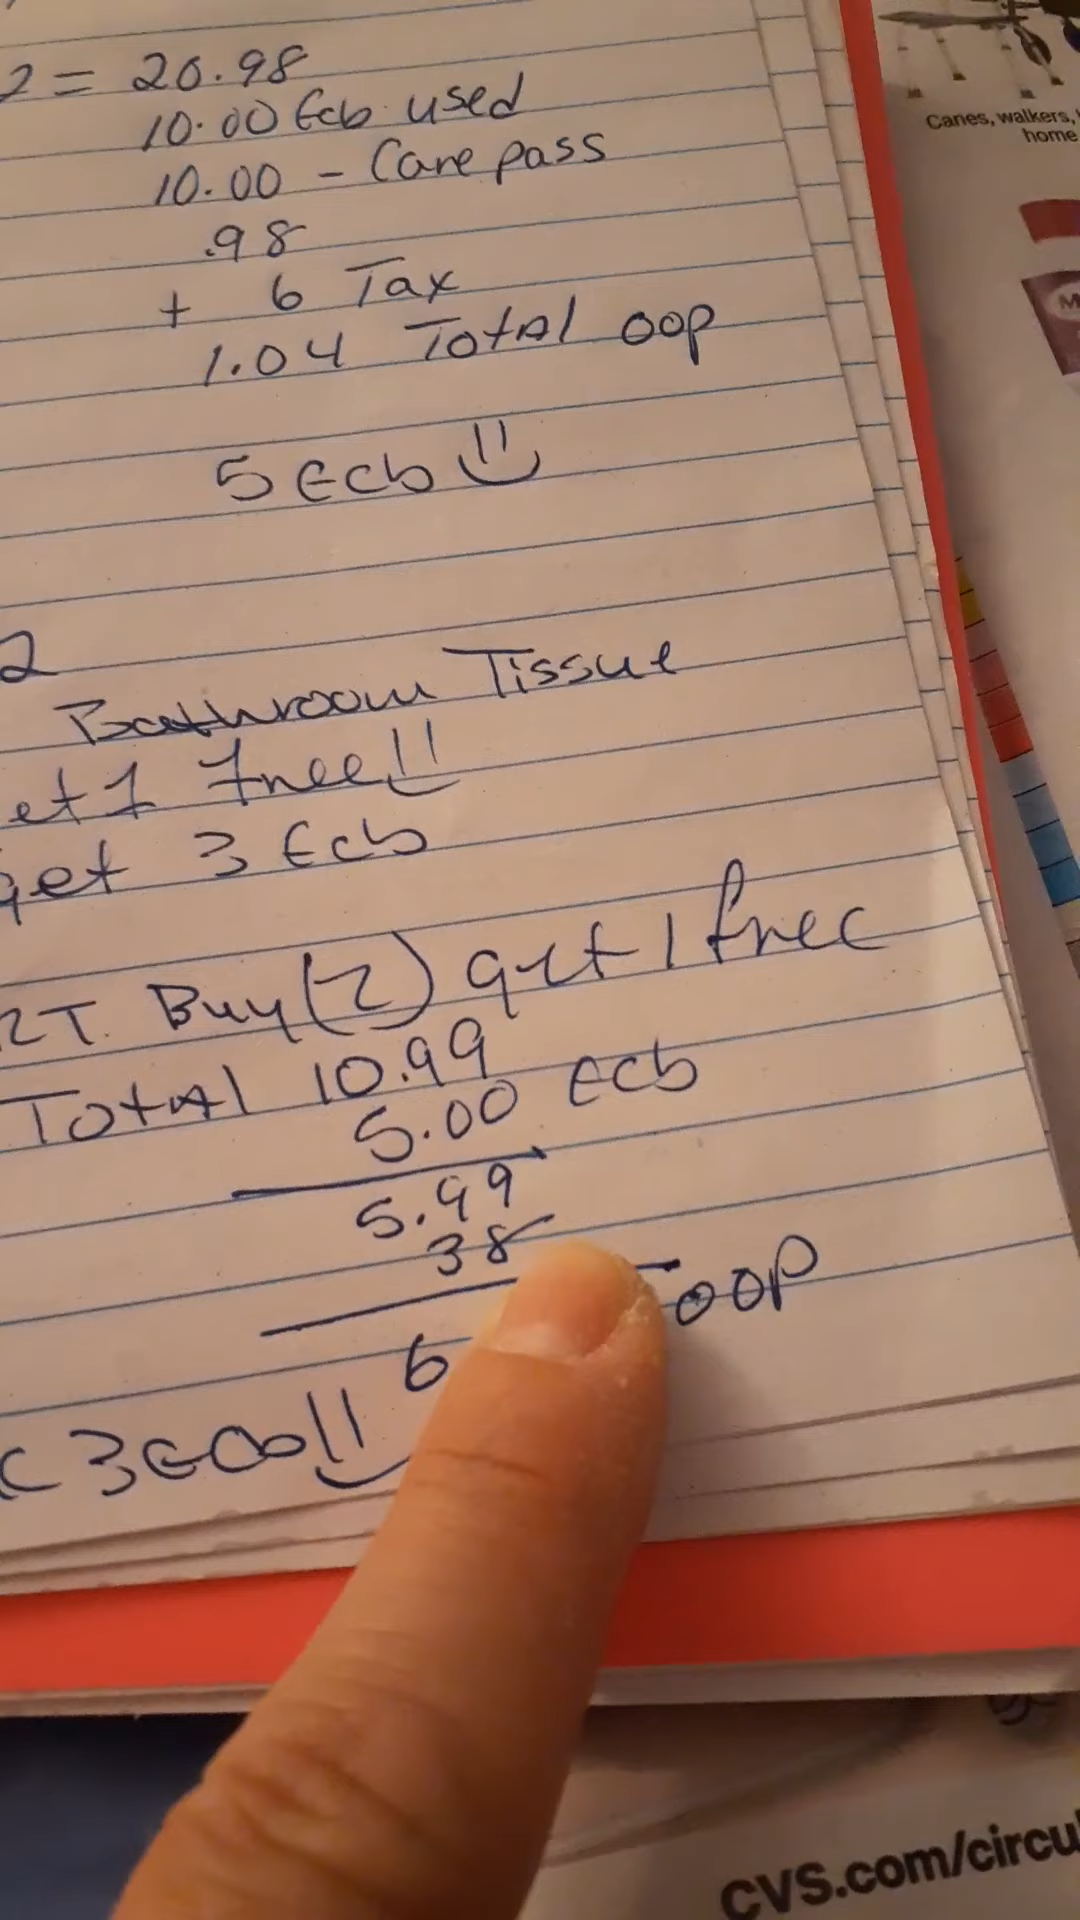 2 = 20.98
10.00 Ecb used
10.00 - Care pass
.98
+ 6 Tax
1.04 Total oop
5 Ecb
2
Bathroom Tissue
et 1 free!!
get 3 Ecb
2T. Buy (2) get 1 free
Total 10.99
5.00 Ecb
5.99
38
6 OOP
3 Ecb!!
Canes, walkers,
home
M
CVS.com/circu